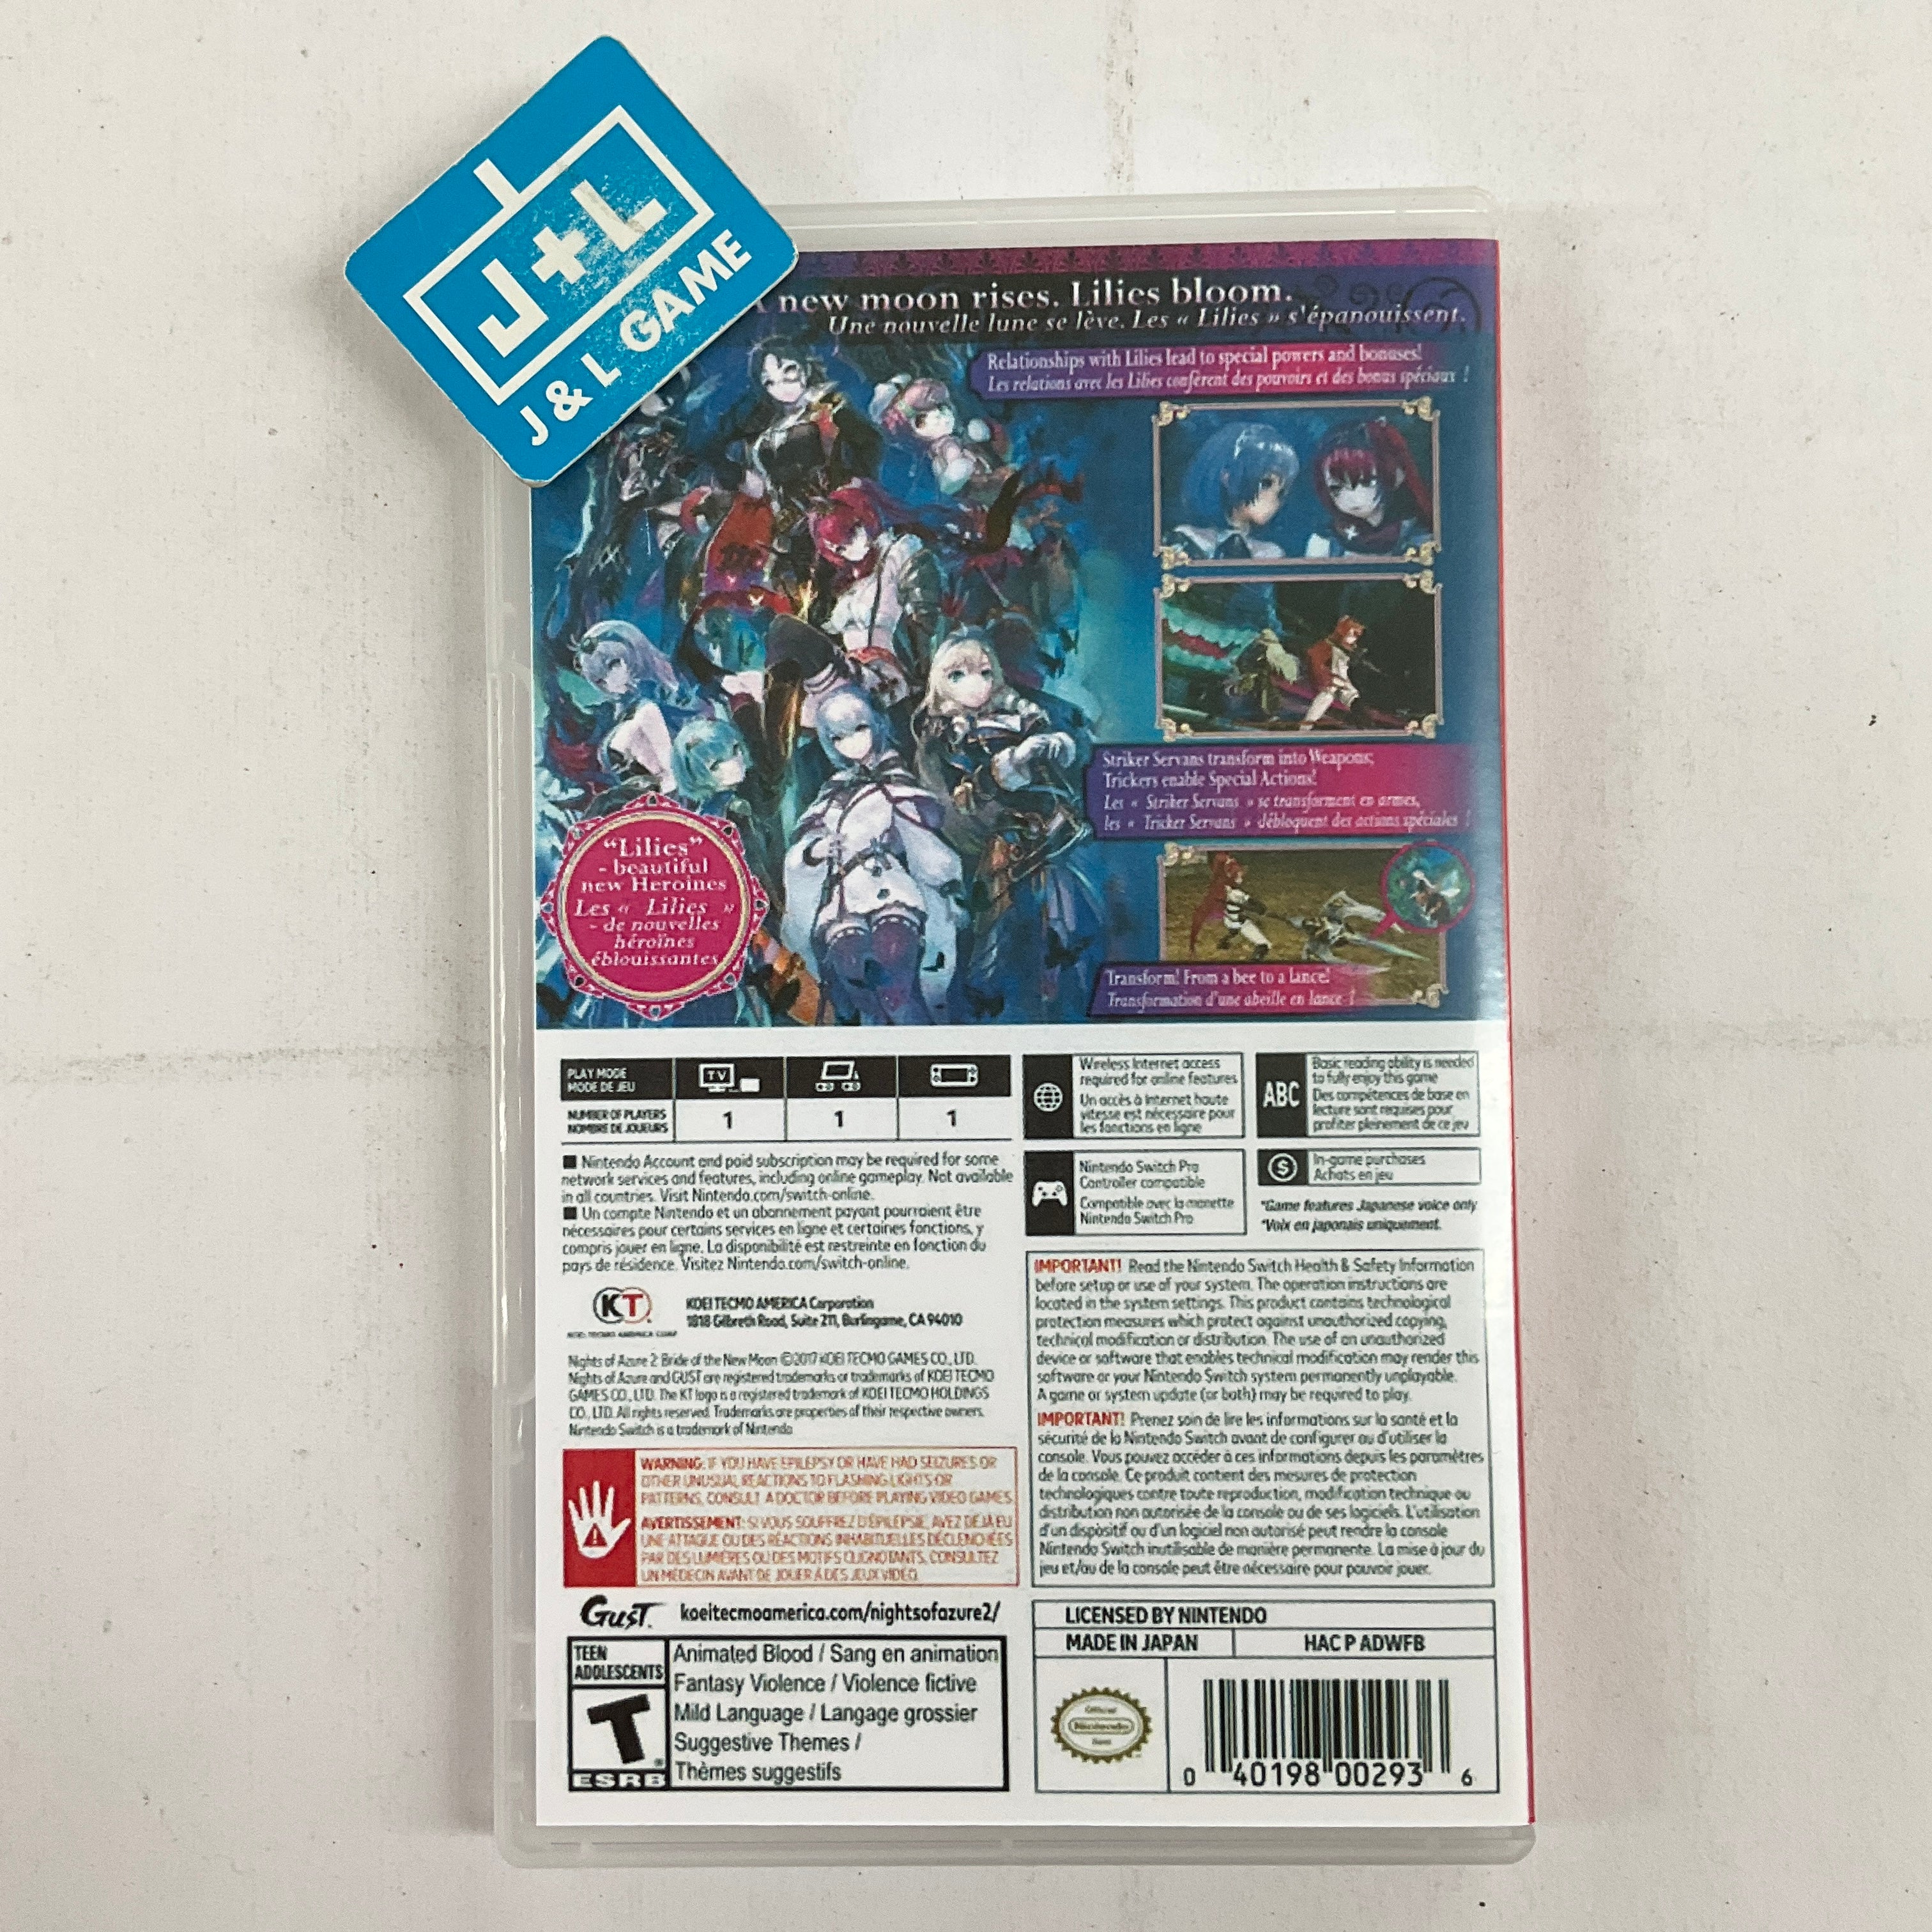 J+L
J & L GAME
new moon rises. Lilies bloom.
Une nouvelle lune se lève. Les « Lilies » s'épanouissent.
Relationships with Lilies lead to special powers and bonuses!
Les relations avec les Lilies confèrent des pouvoirs et des bonus spéciaux !
Striker Servans transform into Weapons;
Trickers enable Special Actions!
Les « Striker Servans » se transforment en armes,
les « Tricker Servans » débloquent des actions spéciales !
"Lilies"
- beautiful
new Heroines
Les « Lilies »
- de nouvelles
héroïnes
éblouissantes
Transform! From a bee to a lance!
Transformation d'une abeille en lance !
PLAY MODE
MODE DE JEU
TV
NUMBER OF PLAYERS
NOMBRE DE JOUEURS
1 1 1
Wireless Internet access
required for online features
Un accès à Internet haute
vitesse est nécessaire pour
les fonctions en ligne
ABC
Basic reading ability is needed
to fully enjoy this game
Des compétences de base en
lecture sont requises pour
profiter pleinement de ce jeu
Nintendo Switch Pro
Controller compatible
Compatible avec la manette
Nintendo Switch Pro
In-game purchases
Achats en jeu
*Game features Japanese voice only
*Voix en japonais uniquement.
■ Nintendo Account and paid subscription may be required for some
network services and features, including online gameplay. Not available
in all countries. Visit Nintendo.com/switch-online.
■ Un compte Nintendo et un abonnement payant pourraient être
nécessaires pour certains services en ligne et certaines fonctions, y
compris jouer en ligne. La disponibilité est restreinte en fonction du
pays de résidence. Visitez Nintendo.com/switch-online.
KT
KOEI TECMO AMERICA CORP
KOEI TECMO AMERICA Corporation
1818 Gilbreth Road, Suite 211, Burlingame, CA 94010
Nights of Azure 2: Bride of the New Moon ©2017 KOEI TECMO GAMES CO., LTD.
Nights of Azure and GUST are registered trademarks or trademarks of KOEI TECMO
GAMES CO., LTD. The KT logo is a registered trademark of KOEI TECMO HOLDINGS
CO., LTD. All rights reserved. Trademarks are properties of their respective owners.
Nintendo Switch is a trademark of Nintendo.
WARNING: IF YOU HAVE EPILEPSY OR HAVE HAD SEIZURES OR
OTHER UNUSUAL REACTIONS TO FLASHING LIGHTS OR
PATTERNS, CONSULT A DOCTOR BEFORE PLAYING VIDEO GAMES.
AVERTISSEMENT: SI VOUS SOUFFREZ D'ÉPILEPSIE, AVEZ DÉJÀ EU
UNE ATTAQUE OU DES RÉACTIONS INHABITUELLES DÉCLENCHÉES
PAR DES LUMIÈRES OU DES MOTIFS CLIGNOTANTS, CONSULTEZ
UN MÉDECIN AVANT DE JOUER À DES JEUX VIDÉO.
IMPORTANT! Read the Nintendo Switch Health & Safety Information
before setup or use of your system. The operation instructions are
located in the system settings. This product contains technological
protection measures which protect against unauthorized copying,
technical modification or distribution. The use of an unauthorized
device or software that enables technical modification may render this
software or your Nintendo Switch system permanently unplayable.
A game or system update (or both) may be required to play.
IMPORTANT! Prenez soin de lire les informations sur la santé et la
sécurité de la Nintendo Switch avant de configurer ou d'utiliser la
console. Vous pouvez accéder à ces informations depuis les paramètres
de la console. Ce produit contient des mesures de protection
technologiques contre toute reproduction, modification technique ou
distribution non autorisée de la console ou de ses logiciels. L'utilisation
d'un dispositif ou d'un logiciel non autorisé peut rendre la console
Nintendo Switch inutilisable de manière permanente. La mise à jour du
jeu et/ou de la console peut être nécessaire pour pouvoir jouer.
GUST koeitecmoamerica.com/nightsofazure2/
TEEN
ADOLESCENTS
T
ESRB
Animated Blood / Sang en animation
Fantasy Violence / Violence fictive
Mild Language / Langage grossier
Suggestive Themes /
Thèmes suggestifs
LICENSED BY NINTENDO
MADE IN JAPAN HAC P ADWFB
Official
Nintendo
Seal
0 40198 00293 6